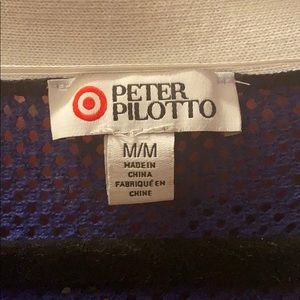 PETER
PILOTTO
M/M
MADE IN
CHINA
FABRIQUÉ EN
CHINE